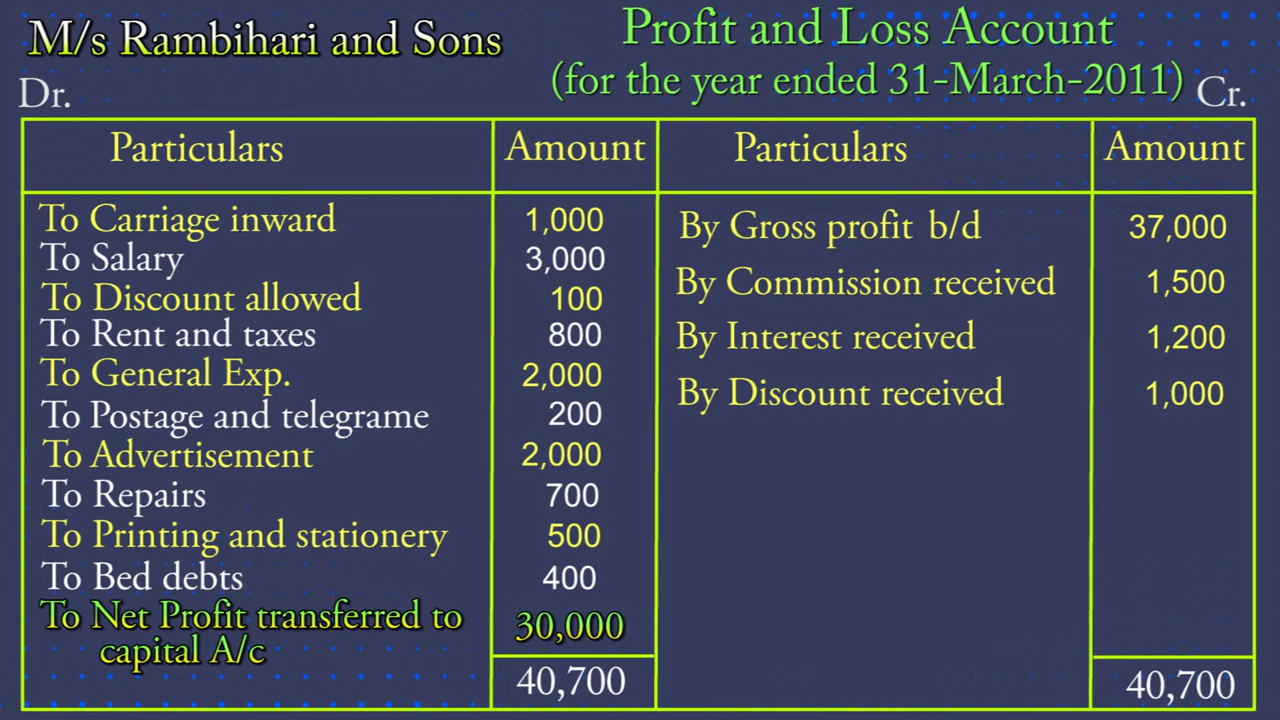 M/s Rambihari and Sons
Profit and Loss Account
(for the year ended 31-March-2011)
Dr.
Cr.
Particulars Amount Particulars Amount
To Carriage inward 1,000
To Salary 3,000
To Discount allowed 100
To Rent and taxes 800
To General Exp. 2,000
To Postage and telegrame 200
To Advertisement 2,000
To Repairs 700
To Printing and stationery 500
To Bed debts 400
To Net Profit transferred to
capital A/c 30,000
40,700
By Gross profit b/d 37,000
By Commission received 1,500
By Interest received 1,200
By Discount received 1,000
40,700